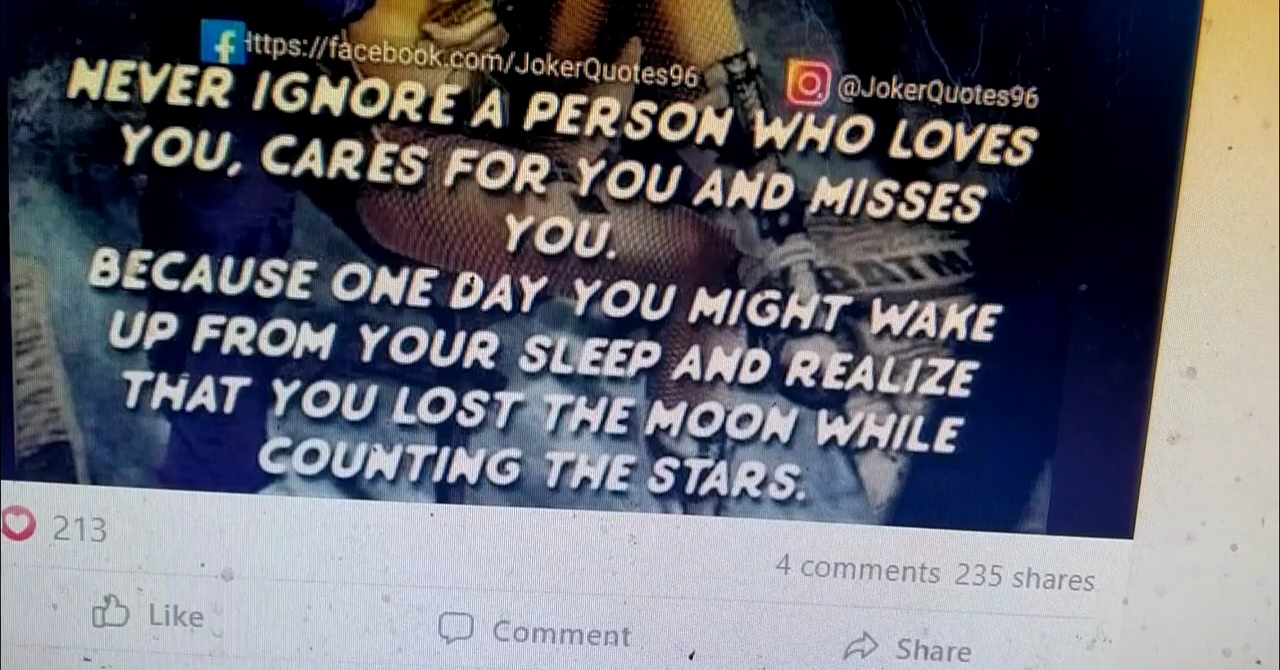 https://facebook.com/JokerQuotes96 @JokerQuotes96
NEVER IGNORE A PERSON WHO LOVES
YOU, CARES FOR YOU AND MISSES
YOU.
BECAUSE ONE DAY YOU MIGHT WAKE
UP FROM YOUR SLEEP AND REALIZE
THAT YOU LOST THE MOON WHILE
COUNTING THE STARS.
213
4 comments 235 shares
Like Comment Share